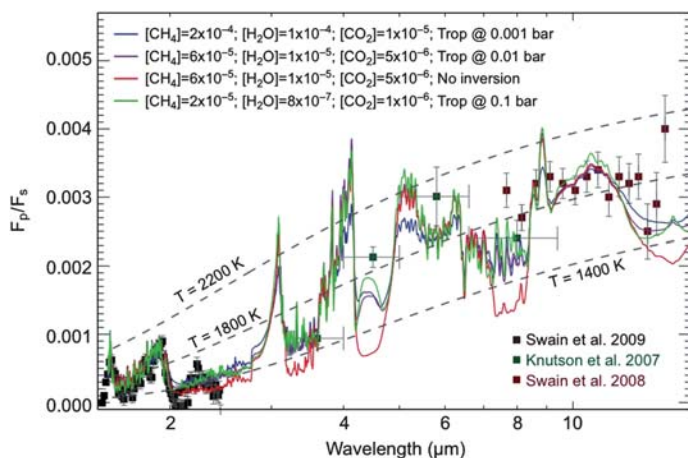 [CH₄]=2x10⁻⁴; [H₂O]=1x10⁻⁴; [CO₂]=1x10⁻⁵; Trop @ 0.001 bar
[CH₄]=6x10⁻⁵; [H₂O]=1x10⁻⁵; [CO₂]=5x10⁻⁶; Trop @ 0.01 bar
[CH₄]=6x10⁻⁵; [H₂O]=1x10⁻⁵; [CO₂]=5x10⁻⁶; No inversion
[CH₄]=2x10⁻⁵; [H₂O]=8x10⁻⁷; [CO₂]=1x10⁻⁶; Trop @ 0.1 bar
0.005
0.004
0.003
0.002
0.001
0.000
Fₚ/Fₛ
T = 2200 K
T = 1800 K
T = 1400 K
Swain et al. 2009
Knutson et al. 2007
Swain et al. 2008
2 4 6 8 10
Wavelength (μm)